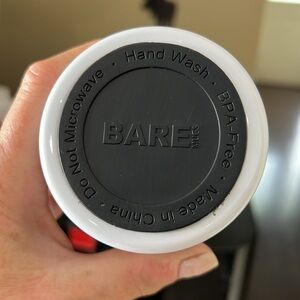 Do Not Microwave · Hand Wash · BPA-Free · Made in China ·
BARE